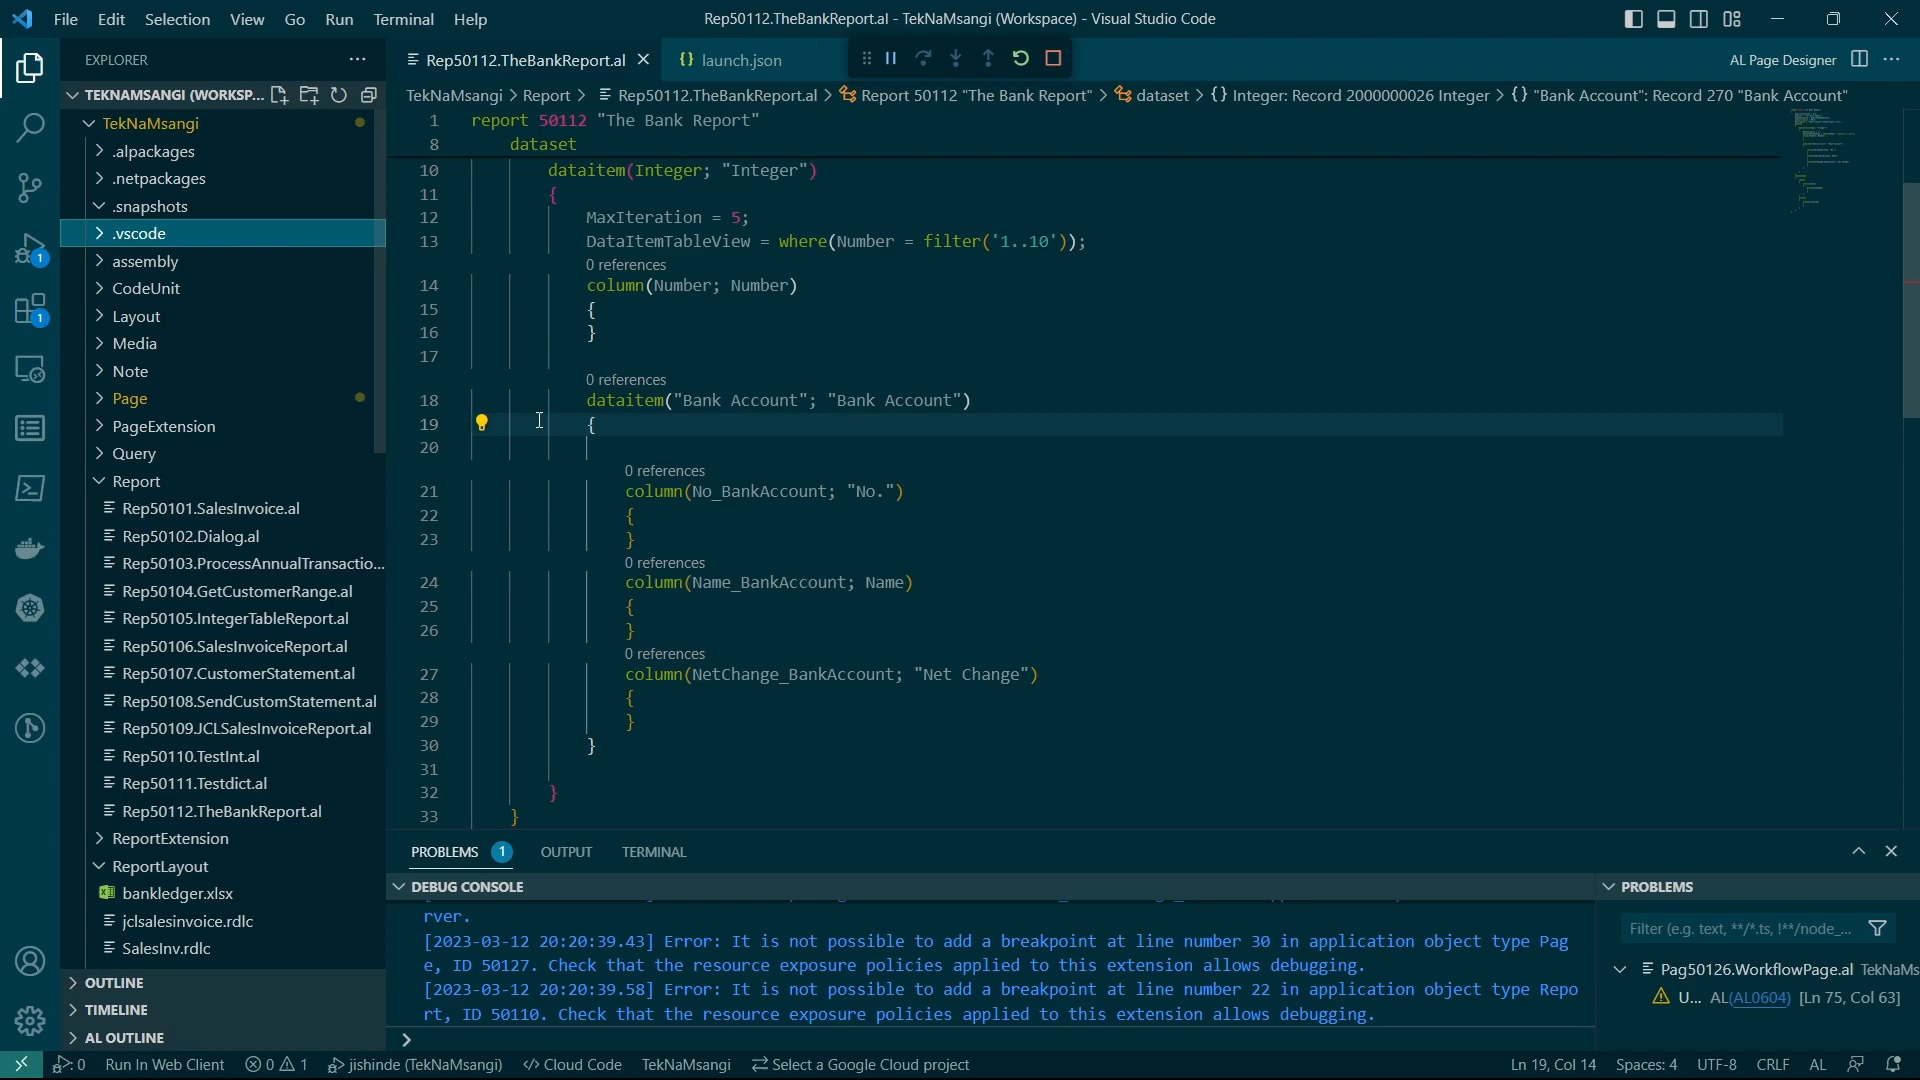 File Edit Selection View Go Run Terminal Help
Rep50112.TheBankReport.al - TekNaMsangi (Workspace) - Visual Studio Code
EXPLORER
Rep50112.TheBankReport.al
{} launch.json
AL Page Designer
TEKNAMSANGI (WORKSP...
TekNaMsangi > Report > Rep50112.TheBankReport.al > Report 50112 "The Bank Report" > dataset > {} Integer: Record 2000000026 Integer > {} "Bank Account": Record 270 "Bank Account"
TekNaMsangi
.alpackages
.netpackages
.snapshots
.vscode
assembly
CodeUnit
Layout
Media
Note
Page
PageExtension
Query
Report
Rep50101.SalesInvoice.al
Rep50102.Dialog.al
Rep50103.ProcessAnnualTransactio...
Rep50104.GetCustomerRange.al
Rep50105.IntegerTableReport.al
Rep50106.SalesInvoiceReport.al
Rep50107.CustomerStatement.al
Rep50108.SendCustomStatement.al
Rep50109.JCLSalesInvoiceReport.al
Rep50110.TestInt.al
Rep50111.Testdict.al
Rep50112.TheBankReport.al
ReportExtension
ReportLayout
bankledger.xlsx
jclsalesinvoice.rdlc
SalesInv.rdlc
OUTLINE
TIMELINE
AL OUTLINE
1
1
1 report 50112 "The Bank Report"
8 dataset
10 dataitem(Integer; "Integer")
11 {
12 MaxIteration = 5;
13 DataItemTableView = where(Number = filter('1..10'));
0 references
14 column(Number; Number)
15 {
16 }
17
0 references
18 dataitem("Bank Account"; "Bank Account")
19 {
20
0 references
21 column(No_BankAccount; "No.")
22 {
23 }
0 references
24 column(Name_BankAccount; Name)
25 {
26 }
0 references
27 column(NetChange_BankAccount; "Net Change")
28 {
29 }
30 }
31
32 }
33 }
PROBLEMS 1 OUTPUT TERMINAL
DEBUG CONSOLE
rver.
[2023-03-12 20:20:39.43] Error: It is not possible to add a breakpoint at line number 30 in application object type Pag
e, ID 50127. Check that the resource exposure policies applied to this extension allows debugging.
[2023-03-12 20:20:39.58] Error: It is not possible to add a breakpoint at line number 22 in application object type Repo
rt, ID 50110. Check that the resource exposure policies applied to this extension allows debugging.
PROBLEMS
Filter (e.g. text, **/*.ts, !**/node_...
Pag50126.WorkflowPage.al TekNaMs
U... AL(AL0604) [Ln 75, Col 63]
0 Run In Web Client 0 1 jishinde (TekNaMsangi) </> Cloud Code TekNaMsangi Select a Google Cloud project
Ln 19, Col 14 Spaces: 4 UTF-8 CRLF AL